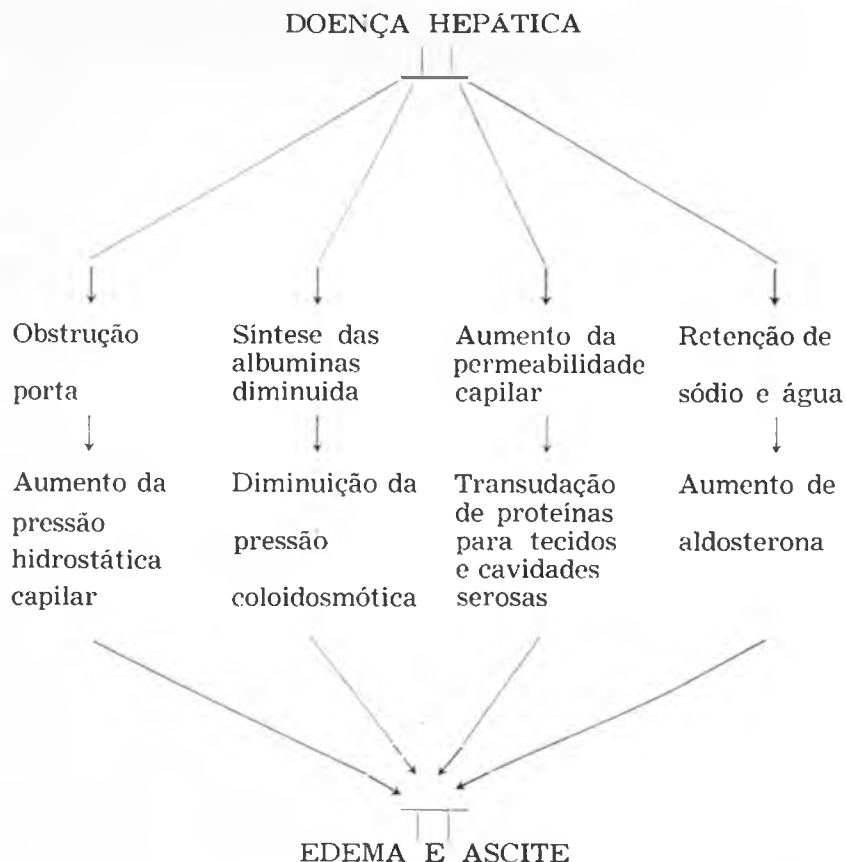 DOENÇA HEPÁTICA
Obstrução
porta
Síntese das
albuminas
diminuida
Aumento da
permeabilidade
capilar
Retenção de
sódio e água
Aumento da
pressão
hidrostática
capilar
Diminuição da
pressão
coloidosmótica
Transudação
de proteínas
para tecidos
e cavidades
serosas
Aumento de
aldosterona
EDEMA E ASCITE